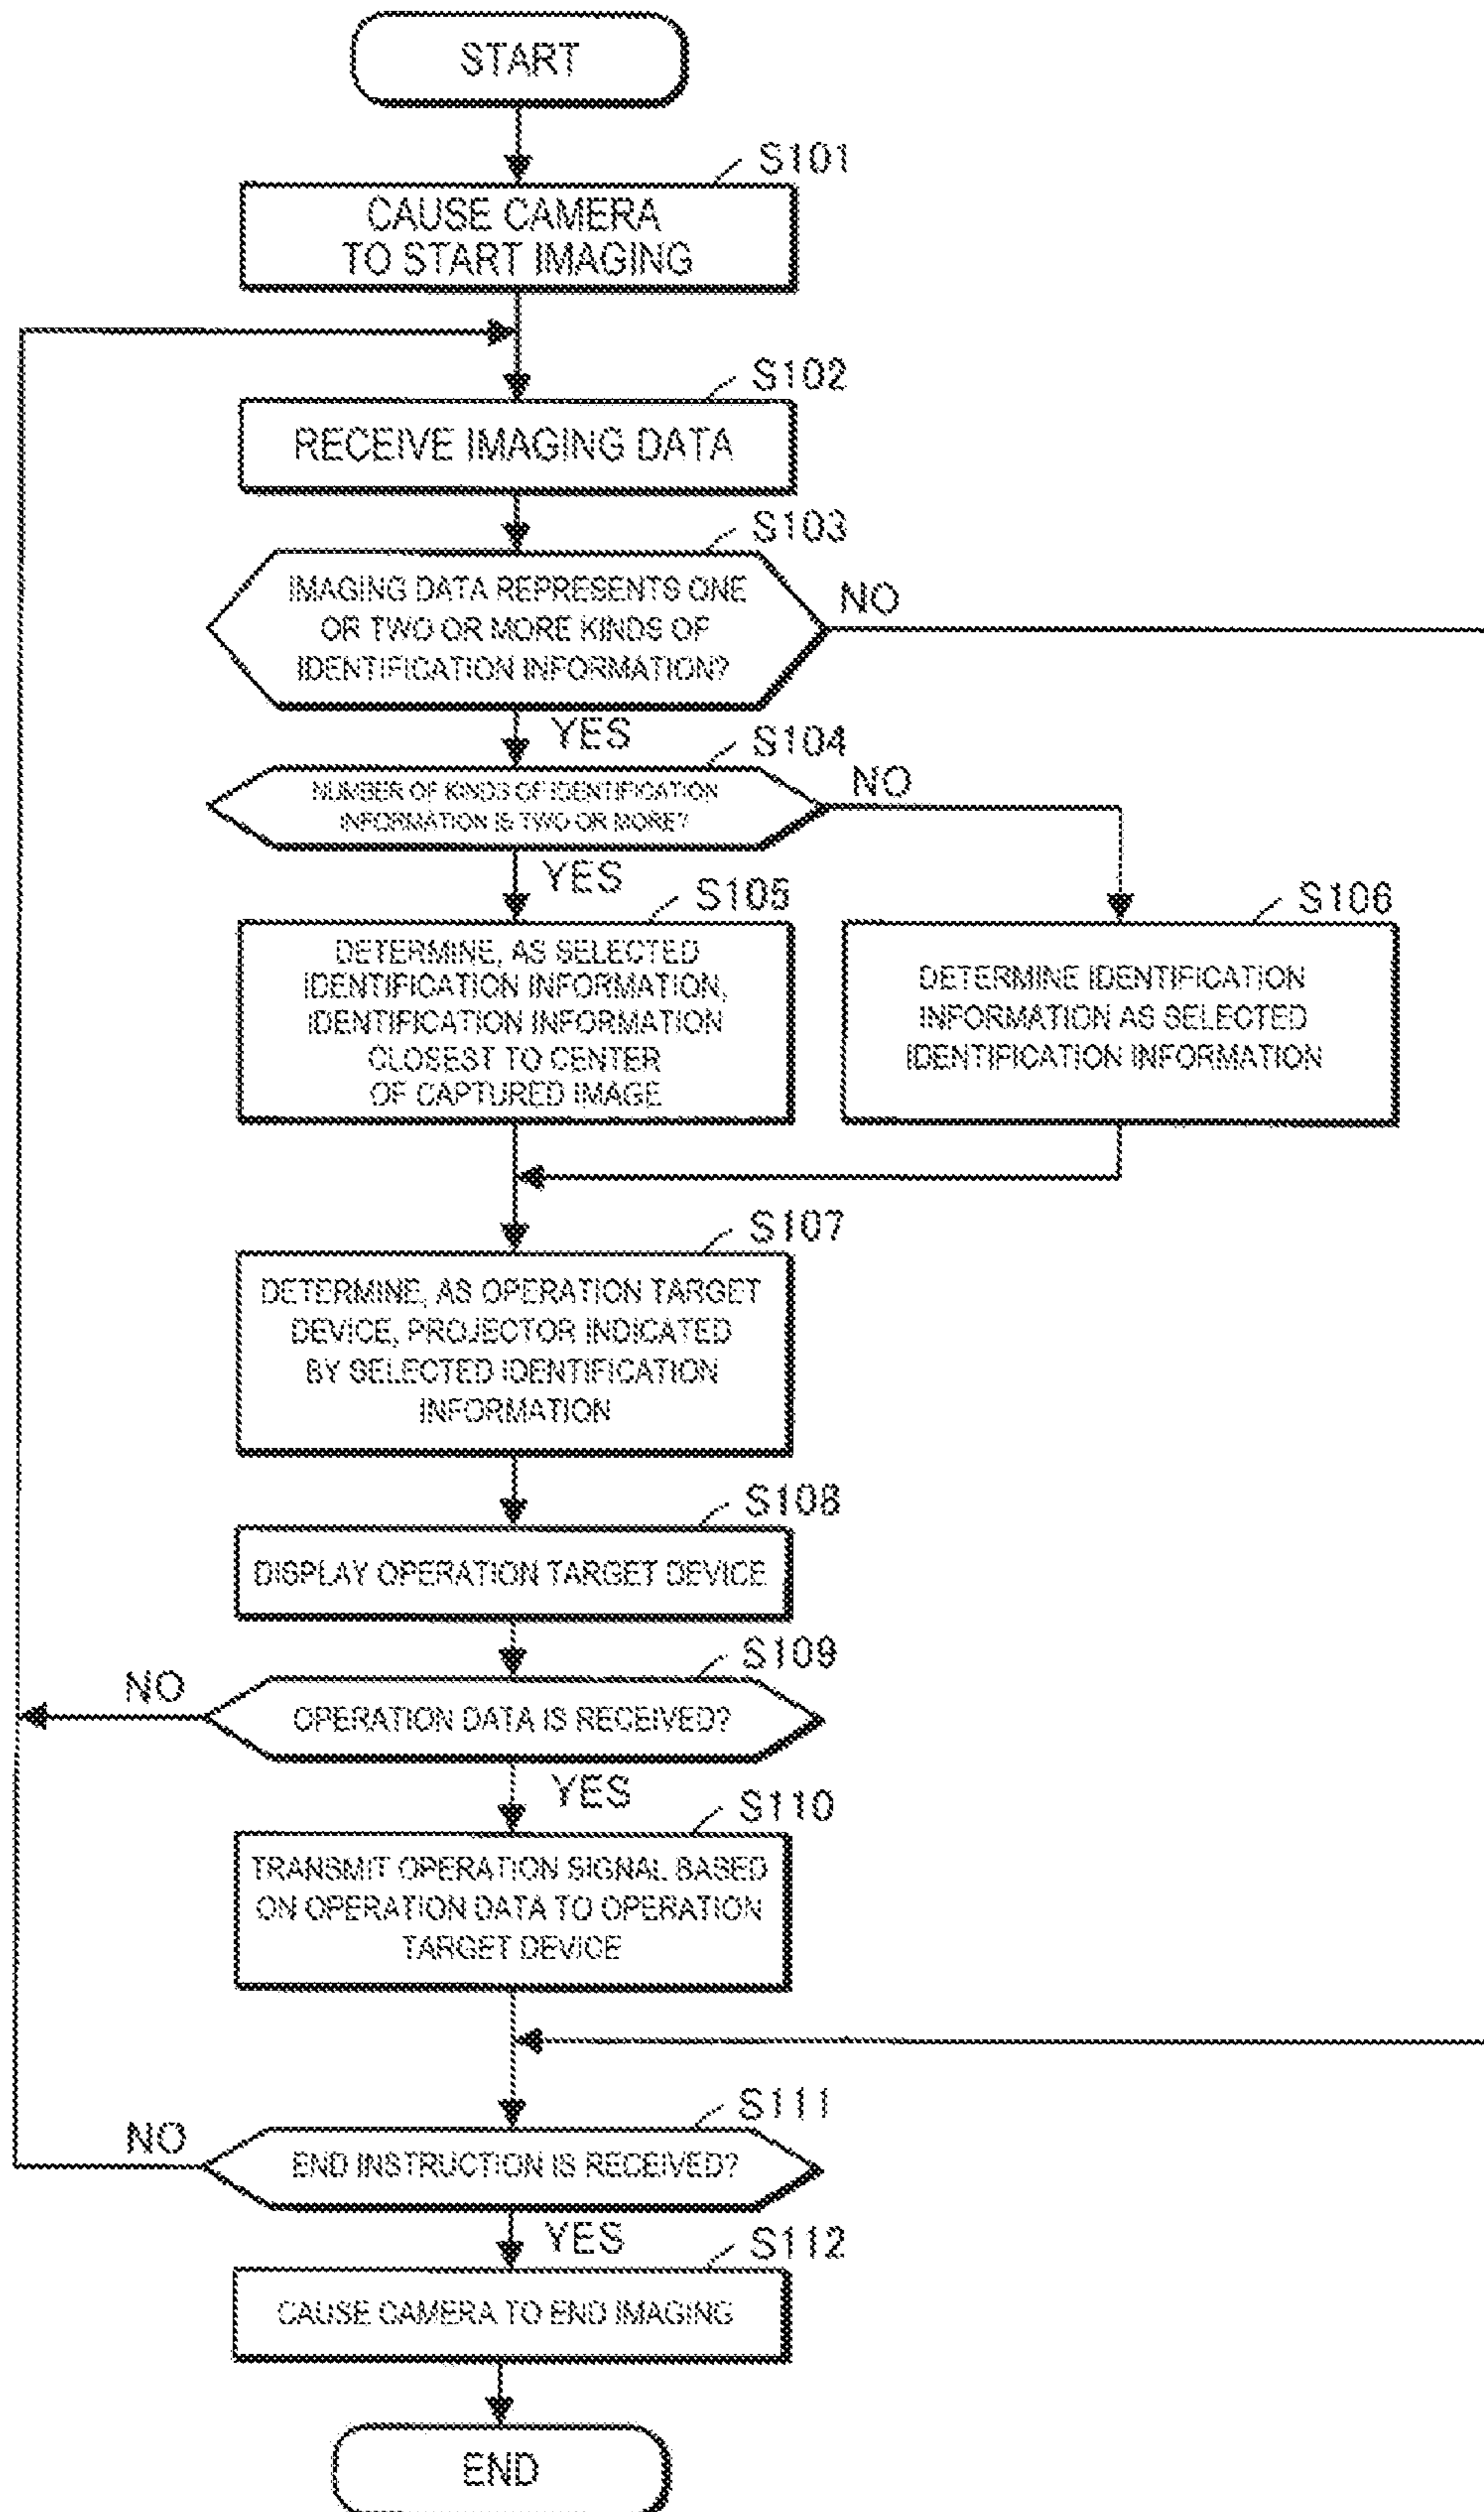 START
S101
CAUSE CAMERA
TO START IMAGING
S102
RECEIVE IMAGING DATA
S103
IMAGING DATA REPRESENTS ONE
OR TWO OR MORE KINDS OF
IDENTIFICATION INFORMATION?
NO
YES
S104
NUMBER OF KINDS OF IDENTIFICATION
INFORMATION IS TWO OR MORE?
NO
YES
S105
DETERMINE, AS SELECTED
IDENTIFICATION INFORMATION,
IDENTIFICATION INFORMATION
CLOSEST TO CENTER
OF CAPTURED IMAGE
S106
DETERMINE IDENTIFICATION
INFORMATION AS SELECTED
IDENTIFICATION INFORMATION
S107
DETERMINE, AS OPERATION TARGET
DEVICE, PROJECTOR INDICATED
BY SELECTED IDENTIFICATION
INFORMATION
S108
DISPLAY OPERATION TARGET DEVICE
S109
NO
OPERATION DATA IS RECEIVED?
YES
S110
TRANSMIT OPERATION SIGNAL BASED
ON OPERATION DATA TO OPERATION
TARGET DEVICE
S111
NO
END INSTRUCTION IS RECEIVED?
YES
S112
CAUSE CAMERA TO END IMAGING
END